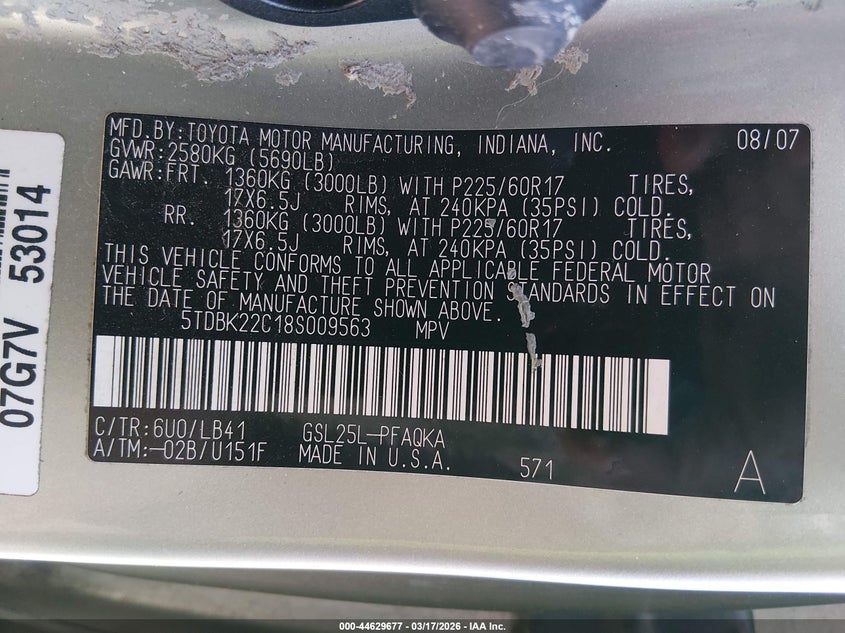 MFD.BY:TOYOTA MOTOR MANUFACTURING, INDIANA, INC. 08/07
GVWR:2580KG (5690LB)
GAWR:FRT. 1360KG (3000LB) WITH P225/60R17 TIRES,
17X6.5J RIMS, AT 240KPA (35PSI) COLD.
RR. 1360KG (3000LB) WITH P225/60R17 TIRES,
17X6.5J RIMS, AT 240KPA (35PSI) COLD.
THIS VEHICLE CONFORMS TO ALL APPLICABLE FEDERAL MOTOR
VEHICLE SAFETY AND THEFT PREVENTION STANDARDS IN EFFECT ON
THE DATE OF MANUFACTURE SHOWN ABOVE.
5TDBK22C18S009563 MPV
C/TR:6U0/LB41 GSL25L-PFAQKA
A/TM:-02B/U151F MADE IN U.S.A. 571 A
07G7V 53014
000-44629677 - 03/17/2026 - IAA Inc.